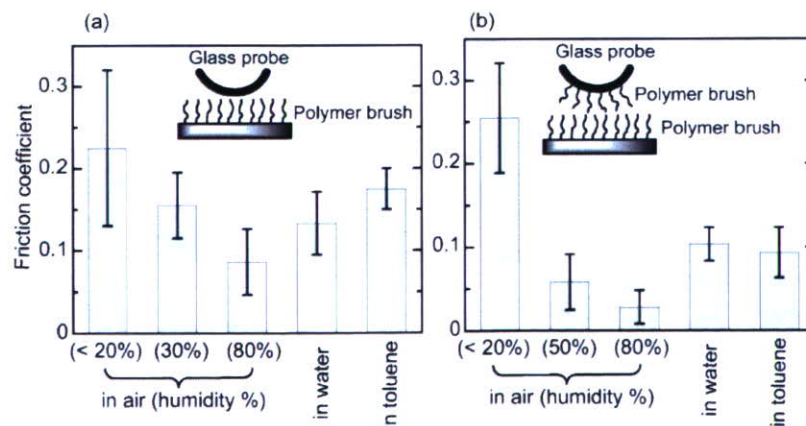 (a)
Glass probe
Polymer brush
Friction coefficient
0.3
0.2
0.1
0
(< 20%) (30%) (80%)
in air (humidity %)
in water
in toluene
(b)
Glass probe
Polymer brush
Polymer brush
0.3
0.2
0.1
0
(< 20%) (50%) (80%)
in air (humidity %)
in water
n toluene